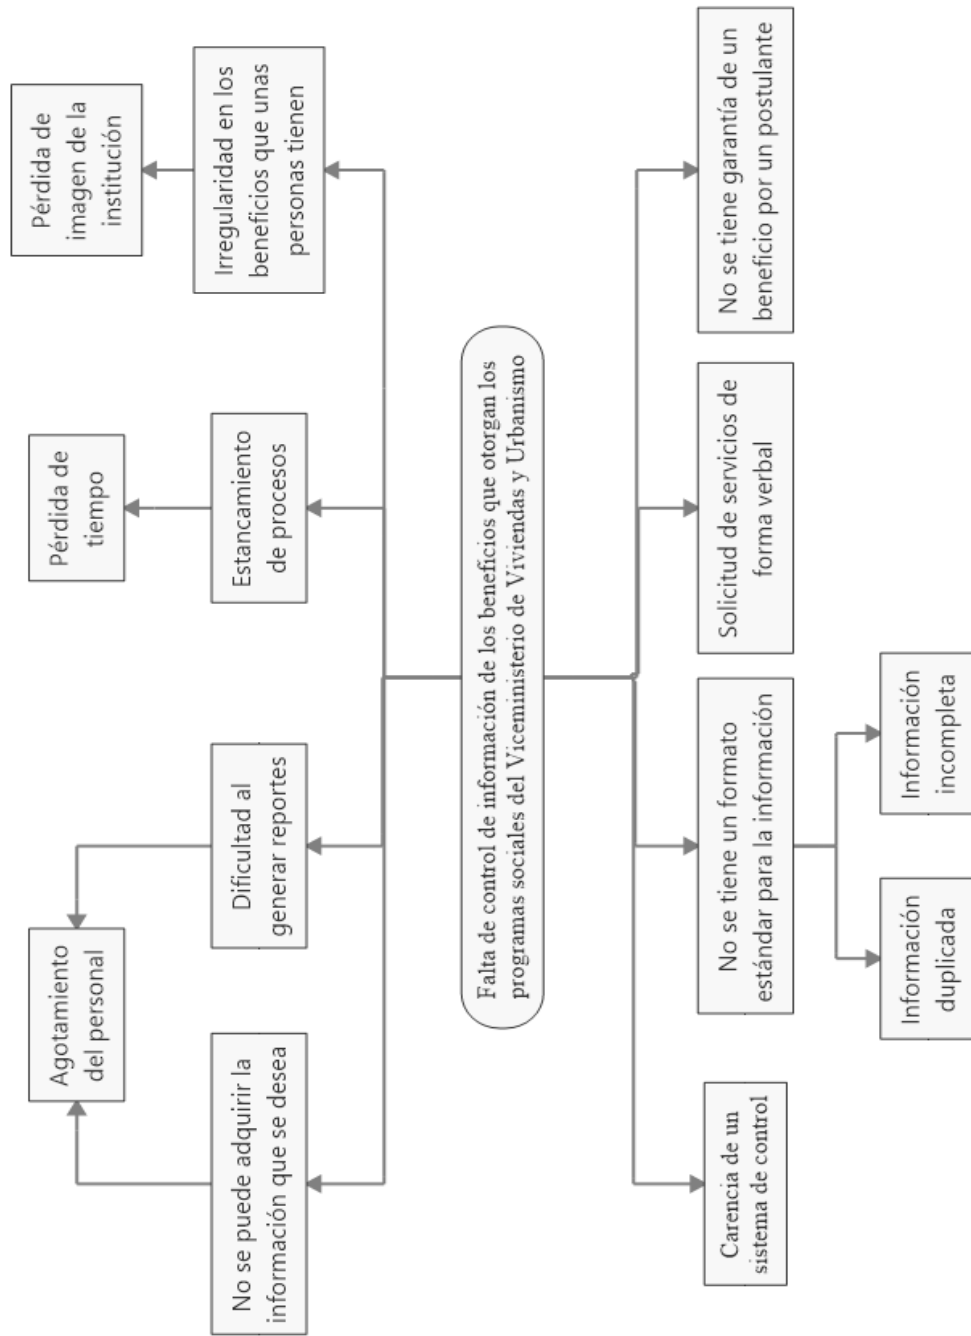 Agotamiento
del personal
Pérdida de
tiempo
Pérdida de
imagen de la
institución
No se puede adquirir la
información que se desea
Dificultad al
generar reportes
Estancamiento
de procesos
Irregularidad en los
beneficios que unas
personas tienen
Falta de control de información de los beneficios que otorgan los
programas sociales del Viceministerio de Viviendas y Urbanismo
Carencia de un
sistema de control
No se tiene un formato
estándar para la información
Solicitud de servicios de
forma verbal
No se tiene garantía de un
beneficio por un postulante
Información
duplicada
Información
incompleta